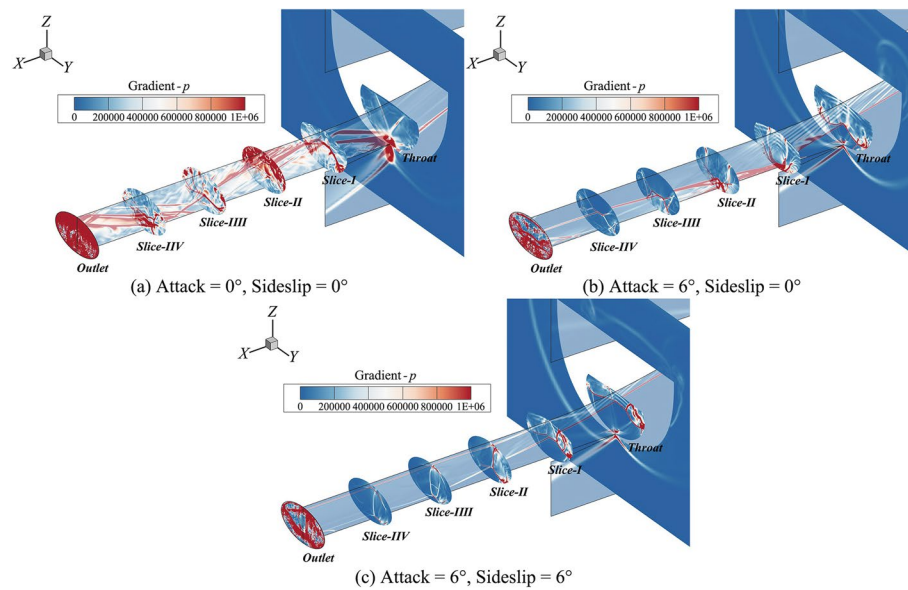 Z
X
Y
Gradient-p
0 200000 400000 600000 800000 1E+06
Throat
Slice-I
Slice-II
Slice-IIII
Slice-IIV
Outlet
(a) Attack = 0°, Sideslip = 0°
Z
X
Y
Gradient-p
0 200000 400000 600000 800000 1E+06
Throat
Slice-I
Slice-II
Slice-IIII
Slice-IIV
Outlet
(b) Attack = 6°, Sideslip = 0°
Z
X
Y
Gradient-p
0 200000 400000 600000 800000 1E+06
Throat
Slice-I
Slice-II
Slice-IIII
Slice-IIV
Outlet
(c) Attack = 6°, Sideslip = 6°